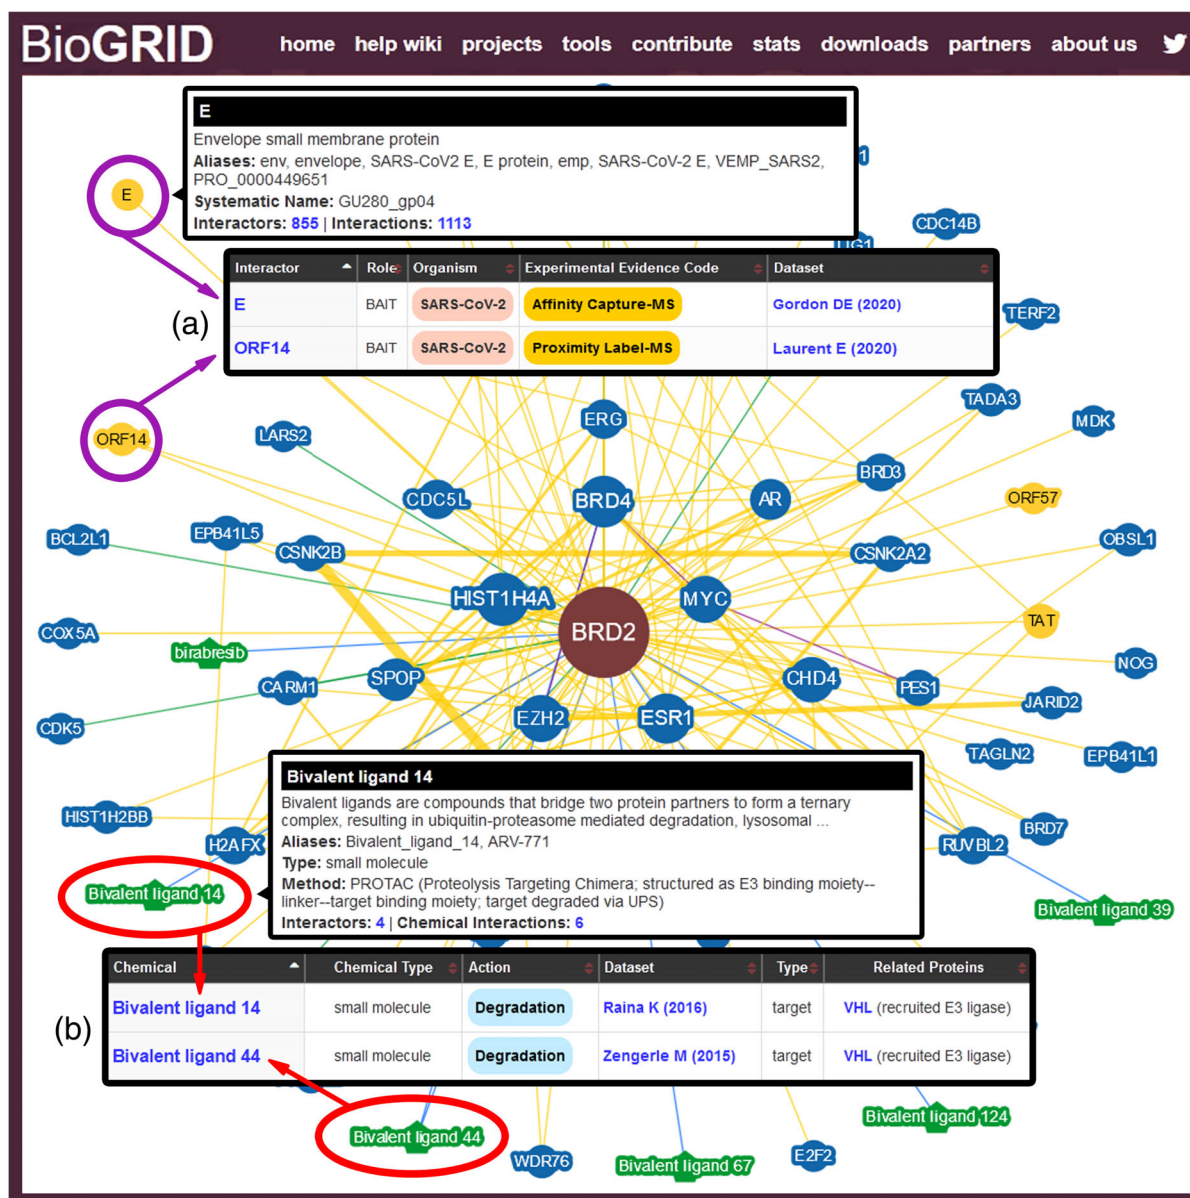 BioGRID
home help wiki projects tools contribute stats downloads partners about us
E
Envelope small membrane protein
Aliases: env, envelope, SARS-CoV2 E, E protein, emp, SARS-CoV-2 E, VEMP_SARS2,
PRO_0000449651
Systematic Name: GU280_gp04
Interactors: 855 | Interactions: 1113
E
CDC14B
Interactor Role Organism Experimental Evidence Code Dataset
E BAIT SARS-CoV-2 Affinity Capture-MS Gordon DE (2020)
ORF14 BAIT SARS-CoV-2 Proximity Label-MS Laurent E (2020)
(a)
TERF2
TADA3
MDK
ERG
LARS2
ORF14
BRD3
CDC5L
BRD4
AR
ORF57
BCL2L1
EPB41L5
CSNK2B
CSNK2A2
OBSL1
HIST1H4A
MYC
BRD2
COX5A
TAT
birabresib
NOG
CARM1
SPOP
CHD4
PES1
JARID2
CDK5
EZH2
ESR1
TAGLN2
EPB41L1
HIST1H2BB
H2AFX
BRD7
RUVBL2
Bivalent ligand 14
Bivalent ligands are compounds that bridge two protein partners to form a ternary
complex, resulting in ubiquitin-proteasome mediated degradation, lysosomal ...
Aliases: Bivalent_ligand_14, ARV-771
Type: small molecule
Method: PROTAC (Proteolysis Targeting Chimera; structured as E3 binding moiety--
linker--target binding moiety; target degraded via UPS)
Interactors: 4 | Chemical Interactions: 6
Bivalent ligand 14
Bivalent ligand 39
Chemical Chemical Type Action Dataset Type Related Proteins
Bivalent ligand 14 small molecule Degradation Raina K (2016) target VHL (recruited E3 ligase)
Bivalent ligand 44 small molecule Degradation Zengerle M (2015) target VHL (recruited E3 ligase)
(b)
Bivalent ligand 124
Bivalent ligand 44
WDR76
Bivalent ligand 67
E2F2